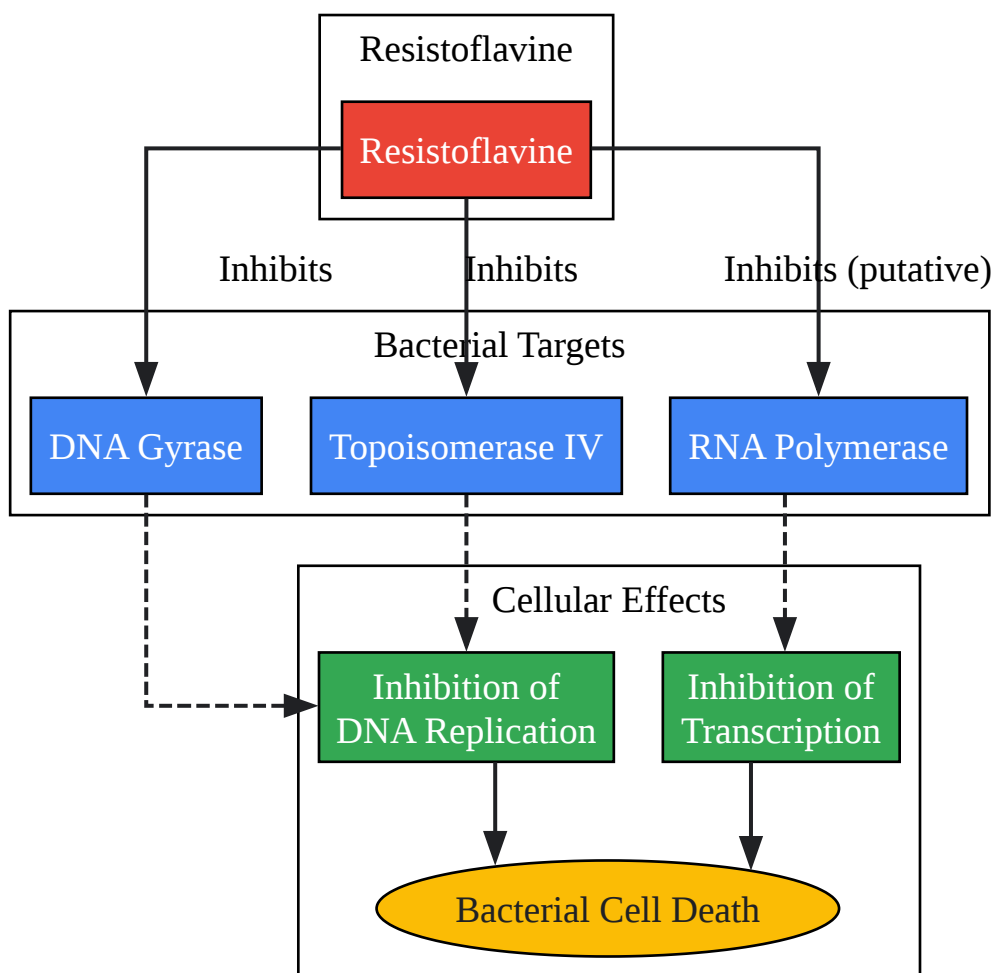 Resistoflavine
Resistoflavine
Inhibits
Inhibits
Inhibits (putative)
Bacterial Targets
DNA Gyrase
Topoisomerase IV
RNA Polymerase
Cellular Effects
Inhibition of
DNA Replication
Inhibition of
Transcription
Bacterial Cell Death